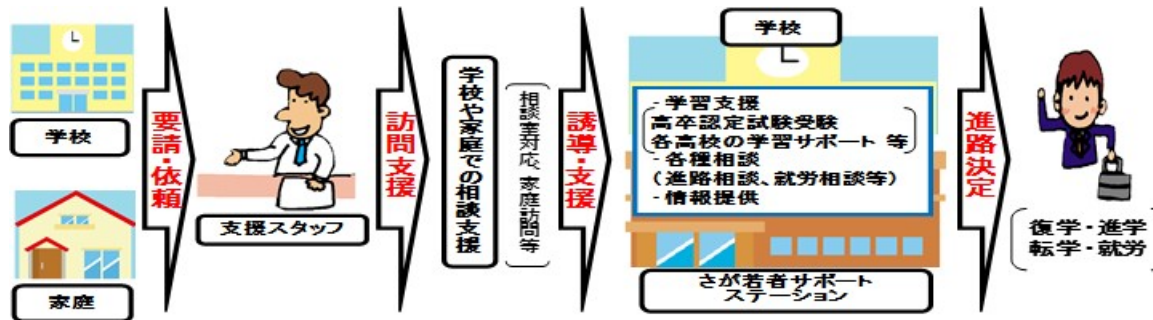 学校
家庭
要請・依頼
支援スタッフ
訪問支援
学校や家庭での相談支援
相談室対応、家庭訪問等
誘導・支援
学校
・学習支援
高卒認定試験受験
各高校の学習サポート 等
・各種相談
(進路相談、就労相談等)
・情報提供
さが若者サポート
ステーション
進路決定
復学・進学
転学・就労